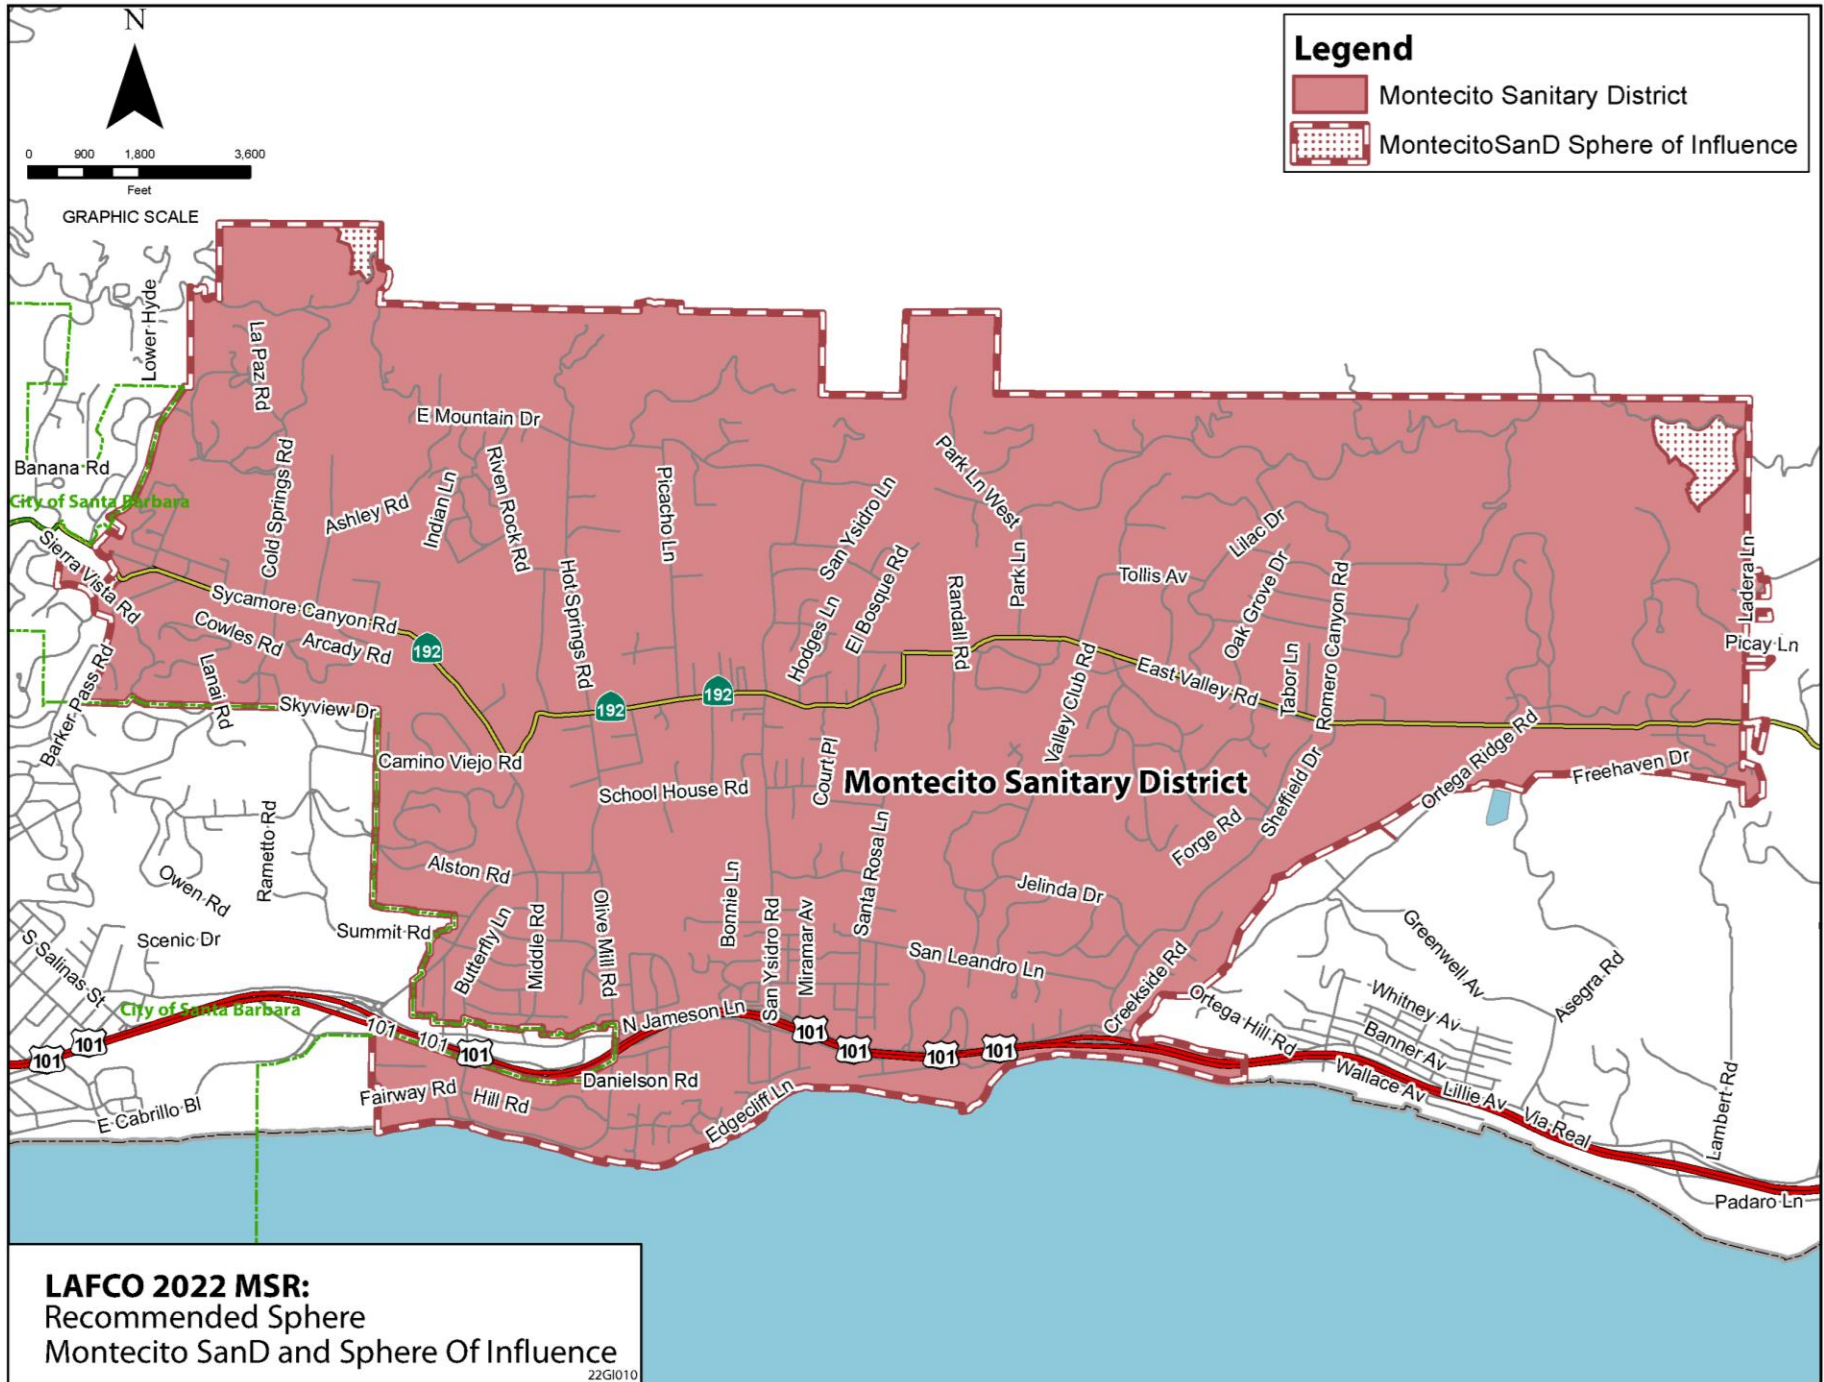 N
0 900 1,800 3,600
Feet
GRAPHIC SCALE
Legend
Montecito Sanitary District
MontecitoSanD Sphere of Influence
Lower Hyde
La Paz Rd
E Mountain Dr
Banana Rd
City of Santa Barbara
Cold Springs Rd
Ashley Rd
Indian Ln
Riven Rock Rd
Picacho Ln
San Ysidro Ln
Park Ln West
Lilac Dr
Sierra Vista Rd
Sycamore Canyon Rd
Hot Springs Rd
Hodges Ln
El Bosque Rd
Randall Rd
Park Ln
Tollis Av
Oak Grove Dr
Romero Canyon Rd
Laderal Ln
Cowles Rd
Arcady Rd
192
Picay Ln
Lanai Rd
Barker Pass Rd
Skyview Dr
192
192
Valley Club Rd
East Valley Rd
Tabor Ln
Camino Viejo Rd
School House Rd
Court Pl
Montecito Sanitary District
Sheffield Dr
Ortega Ridge Rd
Freehaven Dr
Forge Rd
Rametto Rd
Owen Rd
Alston Rd
Santa Rosa Ln
Jelinda Dr
Scenic Dr
Summit Rd
S Salinas St
Butterfly Ln
Middle Rd
Olive Mill Rd
Bonnie Ln
San Ysidro Rd
Miramar Av
San Leandro Ln
Creekside Rd
Greenwell Av
Asegra Rd
Whitney Av
Banner Av
Ortega Hill Rd
City of Santa Barbara
N Jameson Ln
101
101
101
101
101
101
101
101
101
Danielson Rd
Fairway Rd
Hill Rd
Edgecliff Ln
E Cabrillo Bl
Wallace Av
Lillie Av
Via Real
Lambert Rd
Padaro Ln
LAFCO 2022 MSR:
Recommended Sphere
Montecito SanD and Sphere Of Influence
22GI010